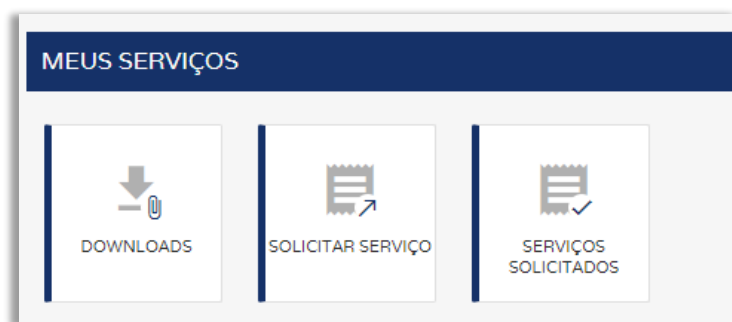 MEUS SERVIÇOS
DOWNLOADS
SOLICITAR SERVIÇO
SERVIÇOS
SOLICITADOS